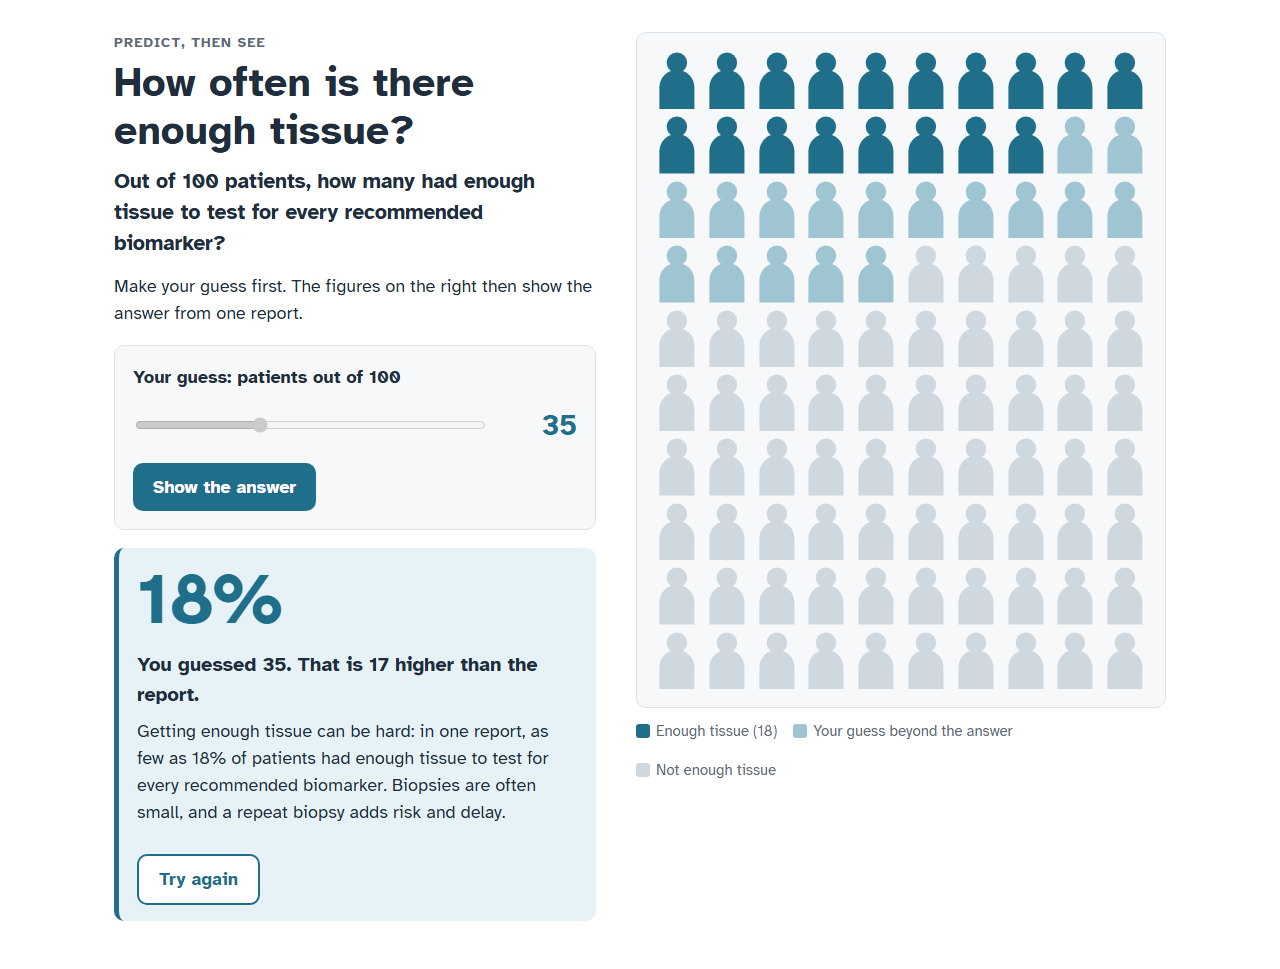 PREDICT, THEN SEE
How often is there
enough tissue?
Out of 100 patients, how many had enough
tissue to test for every recommended
biomarker?
Make your guess first. The figures on the right then show the
answer from one report.
Your guess: patients out of 100
35
Show the answer
18%
You guessed 35. That is 17 higher than the
report.
Getting enough tissue can be hard: in one report, as
few as 18% of patients had enough tissue to test for
every recommended biomarker. Biopsies are often
small, and a repeat biopsy adds risk and delay.
Try again
Enough tissue (18)
Your guess beyond the answer
Not enough tissue